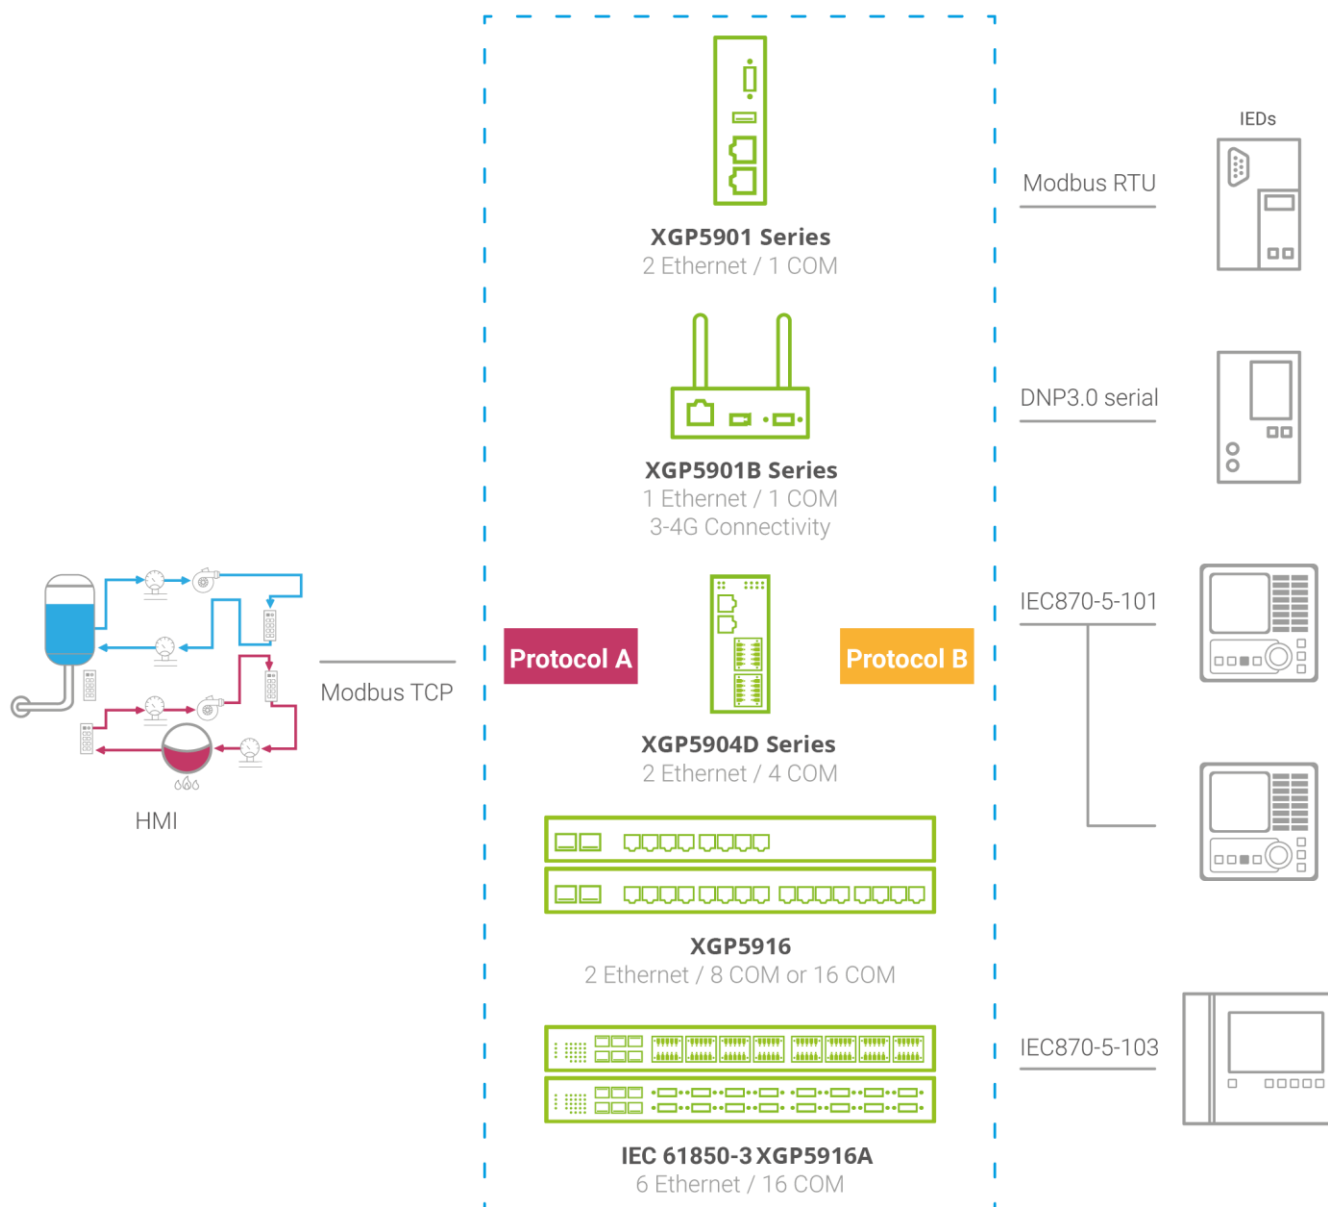 XGP5901 Series
2 Ethernet / 1 COM
XGP5901B Series
1 Ethernet / 1 COM
3-4G Connectivity
HMI
Modbus TCP
Protocol A
Protocol B
XGP5904D Series
2 Ethernet / 4 COM
XGP5916
2 Ethernet / 8 COM or 16 COM
IEC 61850-3 XGP5916A
6 Ethernet / 16 COM
IEDs
Modbus RTU
DNP3.0 serial
IEC870-5-101
IEC870-5-103